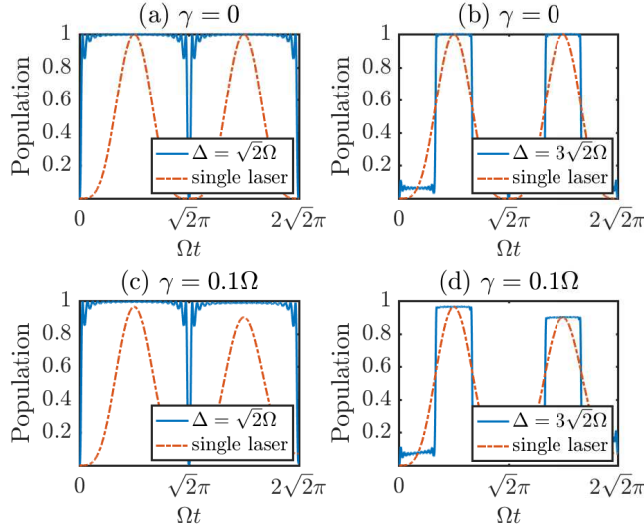 (a) γ = 0
Population
1
0.8
0.6
0.4
0.2
Δ = √2Ω
single laser
0
√2π
2√2π
Ωt
(b) γ = 0
Population
1
0.8
0.6
0.4
0.2
Δ = 3√2Ω
single laser
0
√2π
2√2π
Ωt
(c) γ = 0.1Ω
Population
1
0.8
0.6
0.4
0.2
Δ = √2Ω
single laser
0
√2π
2√2π
Ωt
(d) γ = 0.1Ω
Population
1
0.8
0.6
0.4
0.2
Δ = 3√2Ω
single laser
0
√2π
2√2π
Ωt